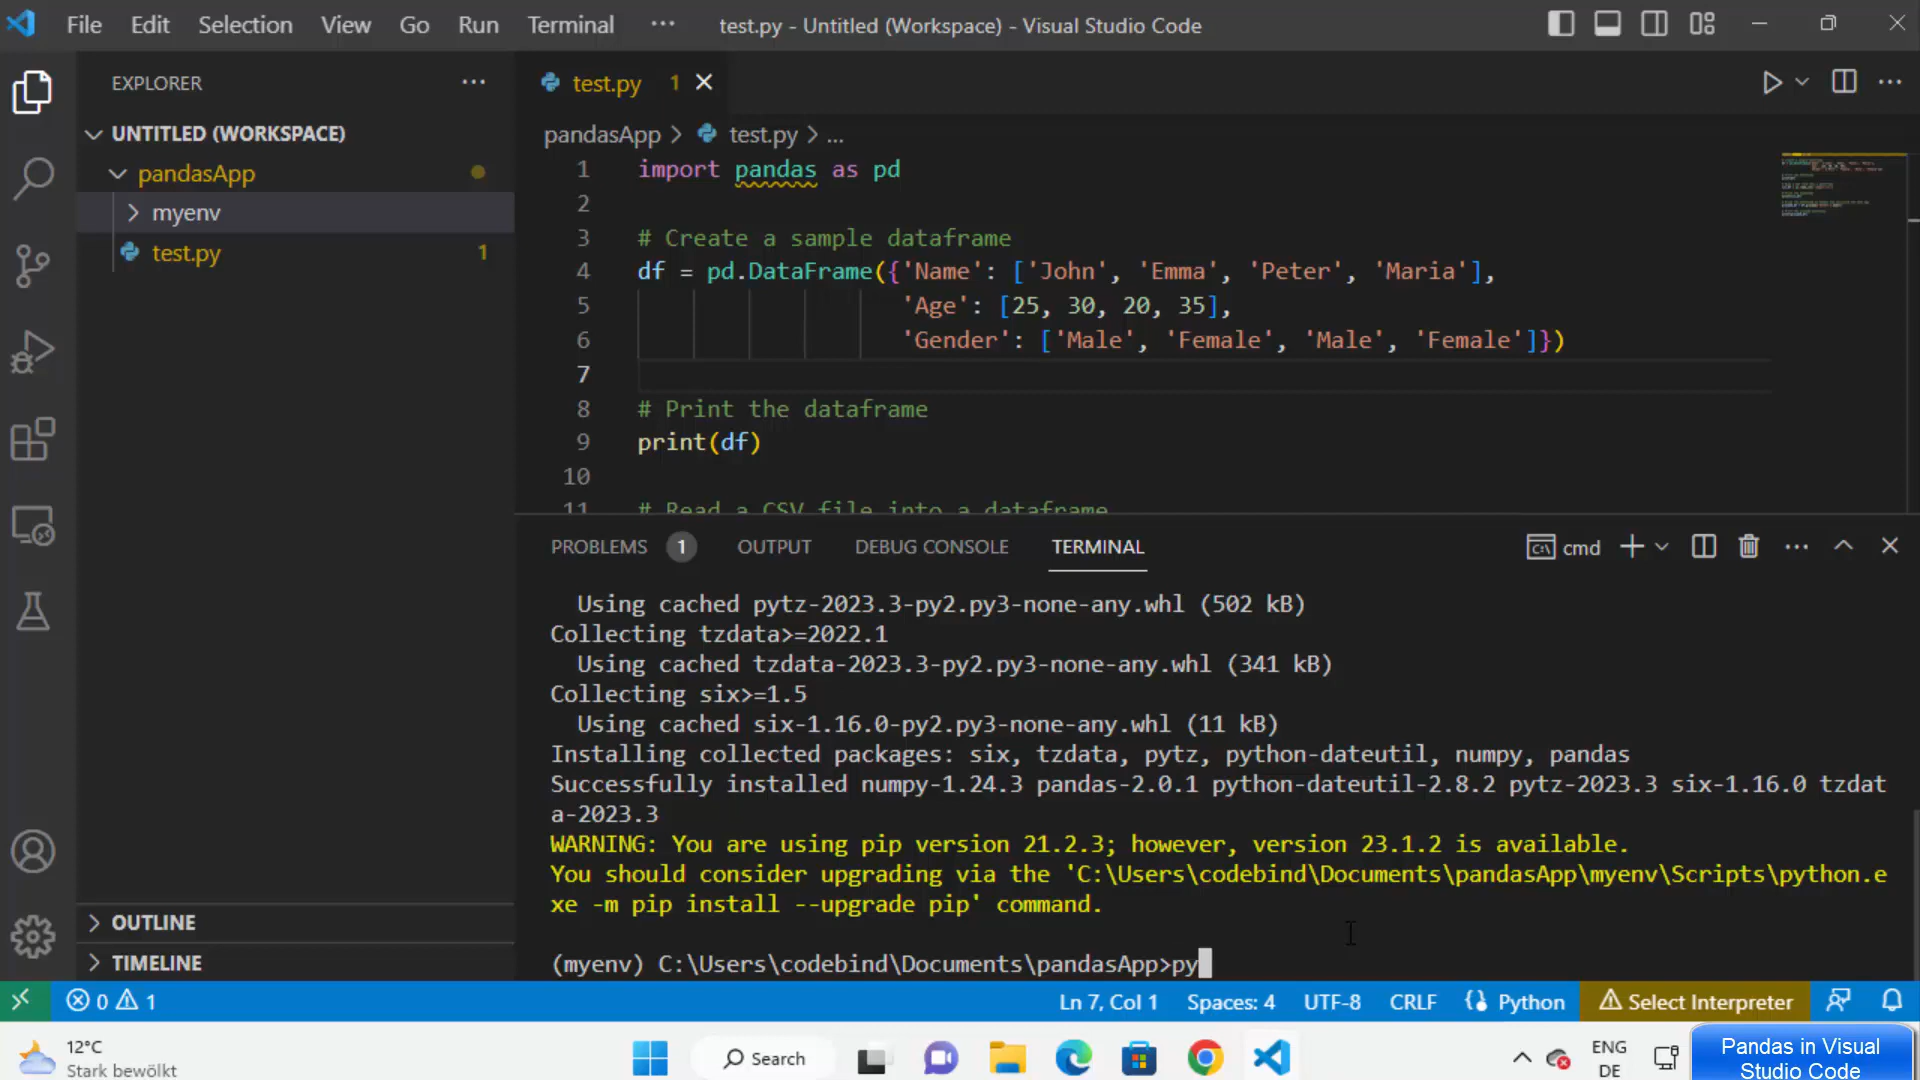 File Edit Selection View Go Run Terminal ··· test.py - Untitled (Workspace) - Visual Studio Code
EXPLORER ···
UNTITLED (WORKSPACE)
pandasApp
myenv
test.py 1
OUTLINE
TIMELINE
test.py 1
pandasApp > test.py > ...
1 import pandas as pd
2
3 # Create a sample dataframe
4 df = pd.DataFrame({'Name': ['John', 'Emma', 'Peter', 'Maria'],
5 'Age': [25, 30, 20, 35],
6 'Gender': ['Male', 'Female', 'Male', 'Female']})
7
8 # Print the dataframe
9 print(df)
10
11 # Read a CSV file into a dataframe
PROBLEMS 1 OUTPUT DEBUG CONSOLE TERMINAL cmd
Using cached pytz-2023.3-py2.py3-none-any.whl (502 kB)
Collecting tzdata>=2022.1
Using cached tzdata-2023.3-py2.py3-none-any.whl (341 kB)
Collecting six>=1.5
Using cached six-1.16.0-py2.py3-none-any.whl (11 kB)
Installing collected packages: six, tzdata, pytz, python-dateutil, numpy, pandas
Successfully installed numpy-1.24.3 pandas-2.0.1 python-dateutil-2.8.2 pytz-2023.3 six-1.16.0 tzdat
a-2023.3
WARNING: You are using pip version 21.2.3; however, version 23.1.2 is available.
You should consider upgrading via the 'C:\Users\codebind\Documents\pandasApp\myenv\Scripts\python.e
xe -m pip install --upgrade pip' command.
(myenv) C:\Users\codebind\Documents\pandasApp>py
0 1 Ln 7, Col 1 Spaces: 4 UTF-8 CRLF Python Select Interpreter
12°C
Stark bewölkt
Search
ENG
DE
Pandas in Visual
Studio Code